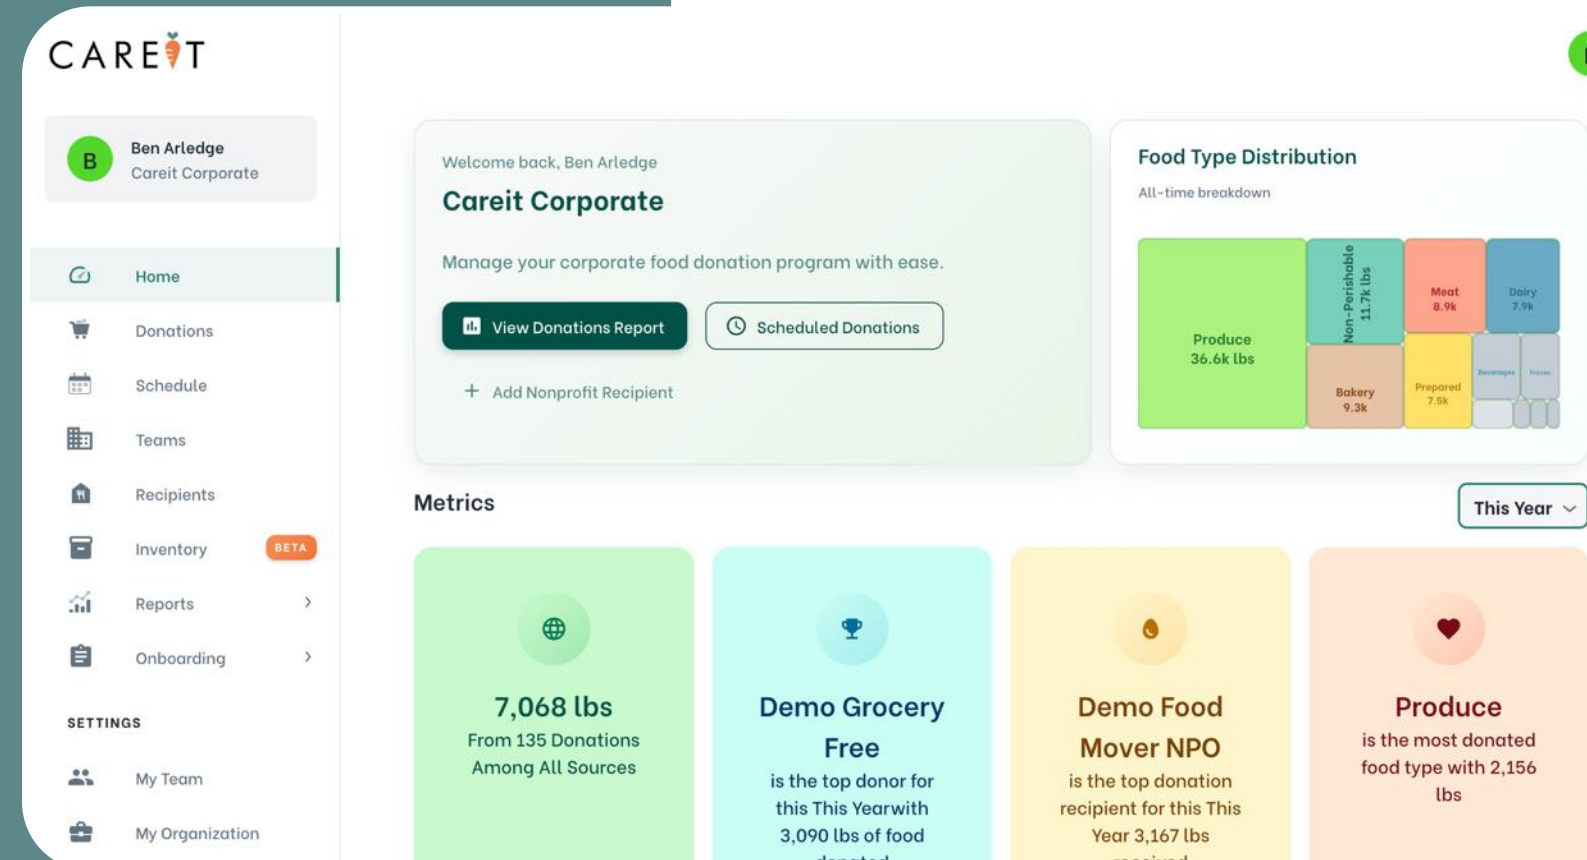 CAREIT
B
Ben Arledge
Careit Corporate
Home
Donations
Schedule
Teams
Recipients
Inventory
BETA
Reports
Onboarding
SETTINGS
My Team
My Organization
Welcome back, Ben Arledge
Careit Corporate
Manage your corporate food donation program with ease.
View Donations Report
Scheduled Donations
+ Add Nonprofit Recipient
Food Type Distribution
All-time breakdown
Produce
36.6k lbs
Non-Perishable
11.7k lbs
Bakery
9.3k
Meat
8.9k
Dairy
7.9k
Prepared
7.5k
Beverages
Frozen
Metrics
This Year
7,068 lbs
From 135 Donations
Among All Sources
Demo Grocery
Free
is the top donor for
this This Yearwith
3,090 lbs of food
donated
Demo Food
Mover NPO
is the top donation
recipient for this This
Year 3,167 lbs
received
Produce
is the most donated
food type with 2,156
lbs